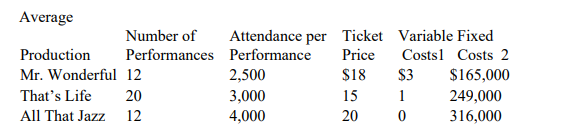 Average
Number of Attendance per Ticket Variable Fixed
Production Performances Performance Price Costs1 Costs 2
Mr. Wonderful 12 2,500 $18 $3 $165,000
That's Life 20 3,000 15 1 249,000
All That Jazz 12 4,000 20 0 316,000